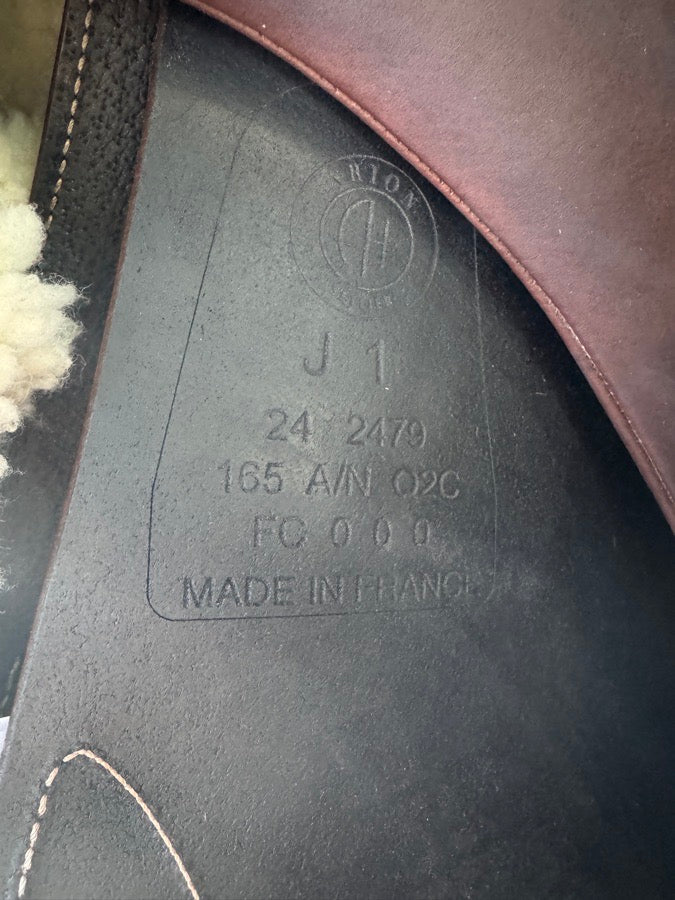 J 1
24 2479
165 A/N O2C
FC 0 0 0
MADE IN FRANCE